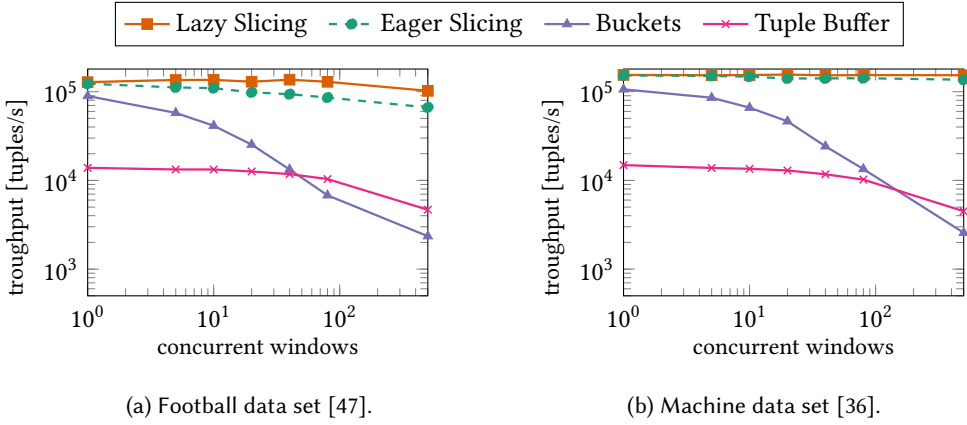 Lazy Slicing Eager Slicing Buckets Tuple Buffer
troughput [tuples/s]
10^5
10^4
10^3
10^0 10^1 10^2
concurrent windows
(a) Football data set [47].
troughput [tuples/s]
10^5
10^4
10^3
10^0 10^1 10^2
concurrent windows
(b) Machine data set [36].